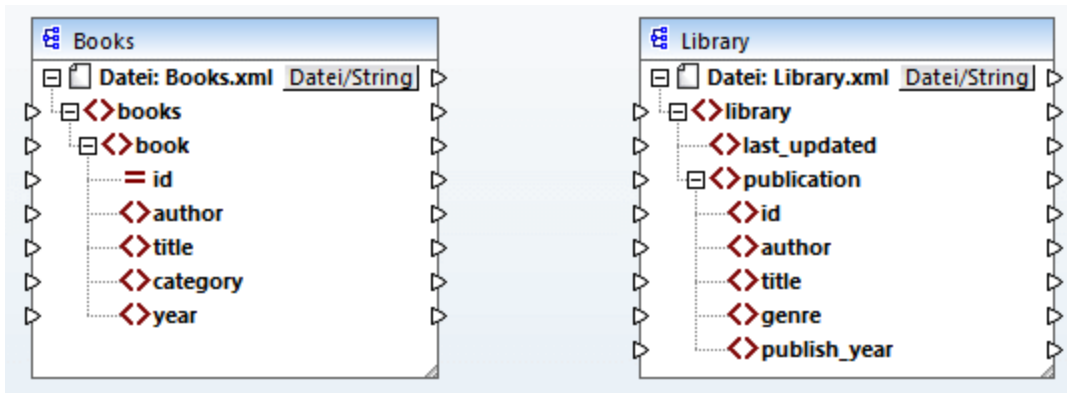 Books
Datei: Books.xml Datei/String
books
book
id
author
title
category
year
Library
Datei: Library.xml Datei/String
library
last_updated
publication
id
author
title
genre
publish_year